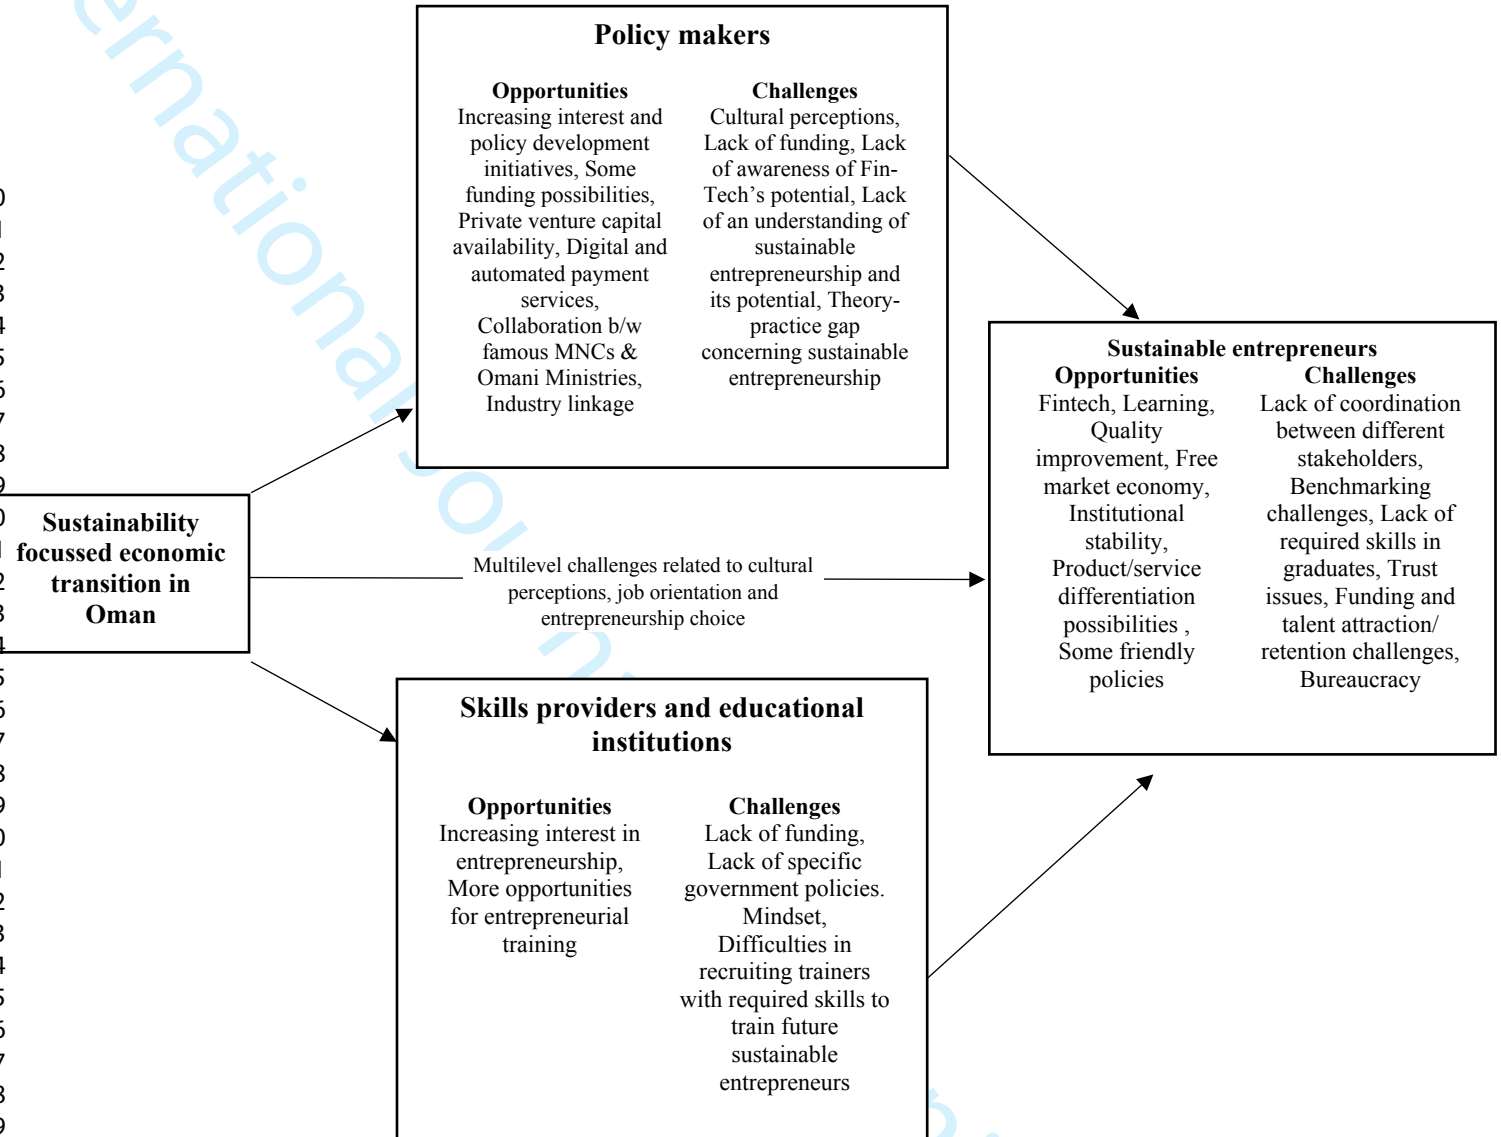 Policy makers
Opportunities
Increasing interest and
policy development
initiatives, Some
funding possibilities,
Private venture capital
availability, Digital and
automated payment
services,
Collaboration b/w
famous MNCs &
Omani Ministries,
Industry linkage
Challenges
Cultural perceptions,
Lack of funding, Lack
of awareness of Fin-
Tech’s potential, Lack
of an understanding of
sustainable
entrepreneurship and
its potential, Theory-
practice gap
concerning sustainable
entrepreneurship
Sustainability
focussed economic
transition in
Oman
Multilevel challenges related to cultural
perceptions, job orientation and
entrepreneurship choice
Sustainable entrepreneurs
Opportunities
Fintech, Learning,
Quality
improvement, Free
market economy,
Institutional
stability,
Product/service
differentiation
possibilities ,
Some friendly
policies
Challenges
Lack of coordination
between different
stakeholders,
Benchmarking
challenges, Lack of
required skills in
graduates, Trust
issues, Funding and
talent attraction/
retention challenges,
Bureaucracy
Skills providers and educational
institutions
Opportunities
Increasing interest in
entrepreneurship,
More opportunities
for entrepreneurial
training
Challenges
Lack of funding,
Lack of specific
government policies.
Mindset,
Difficulties in
recruiting trainers
with required skills to
train future
sustainable
entrepreneurs